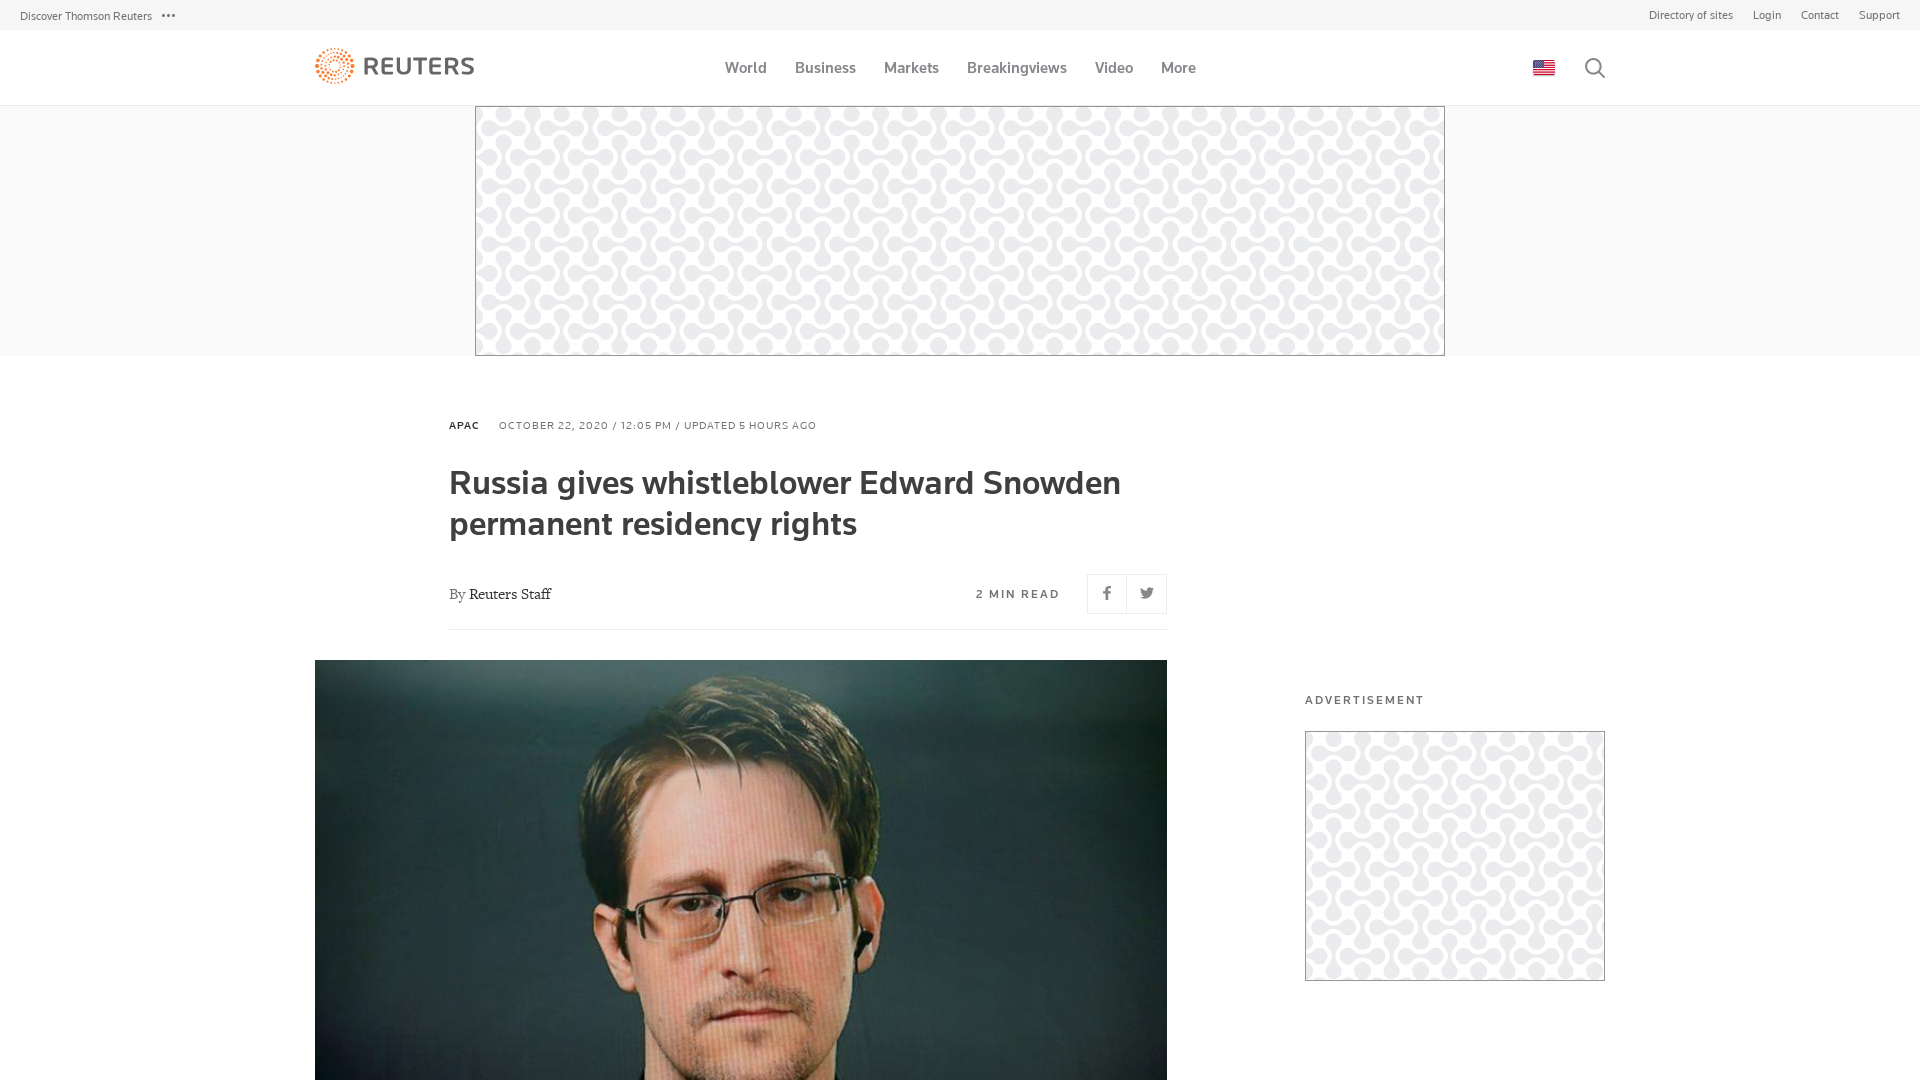 Discover Thomson Reuters
Directory of sites Login Contact Support
REUTERS
World Business Markets Breakingviews Video More
APAC OCTOBER 22, 2020 / 12:05 PM / UPDATED 5 HOURS AGO
Russia gives whistleblower Edward Snowden
permanent residency rights
By Reuters Staff
2 MIN READ
ADVERTISEMENT